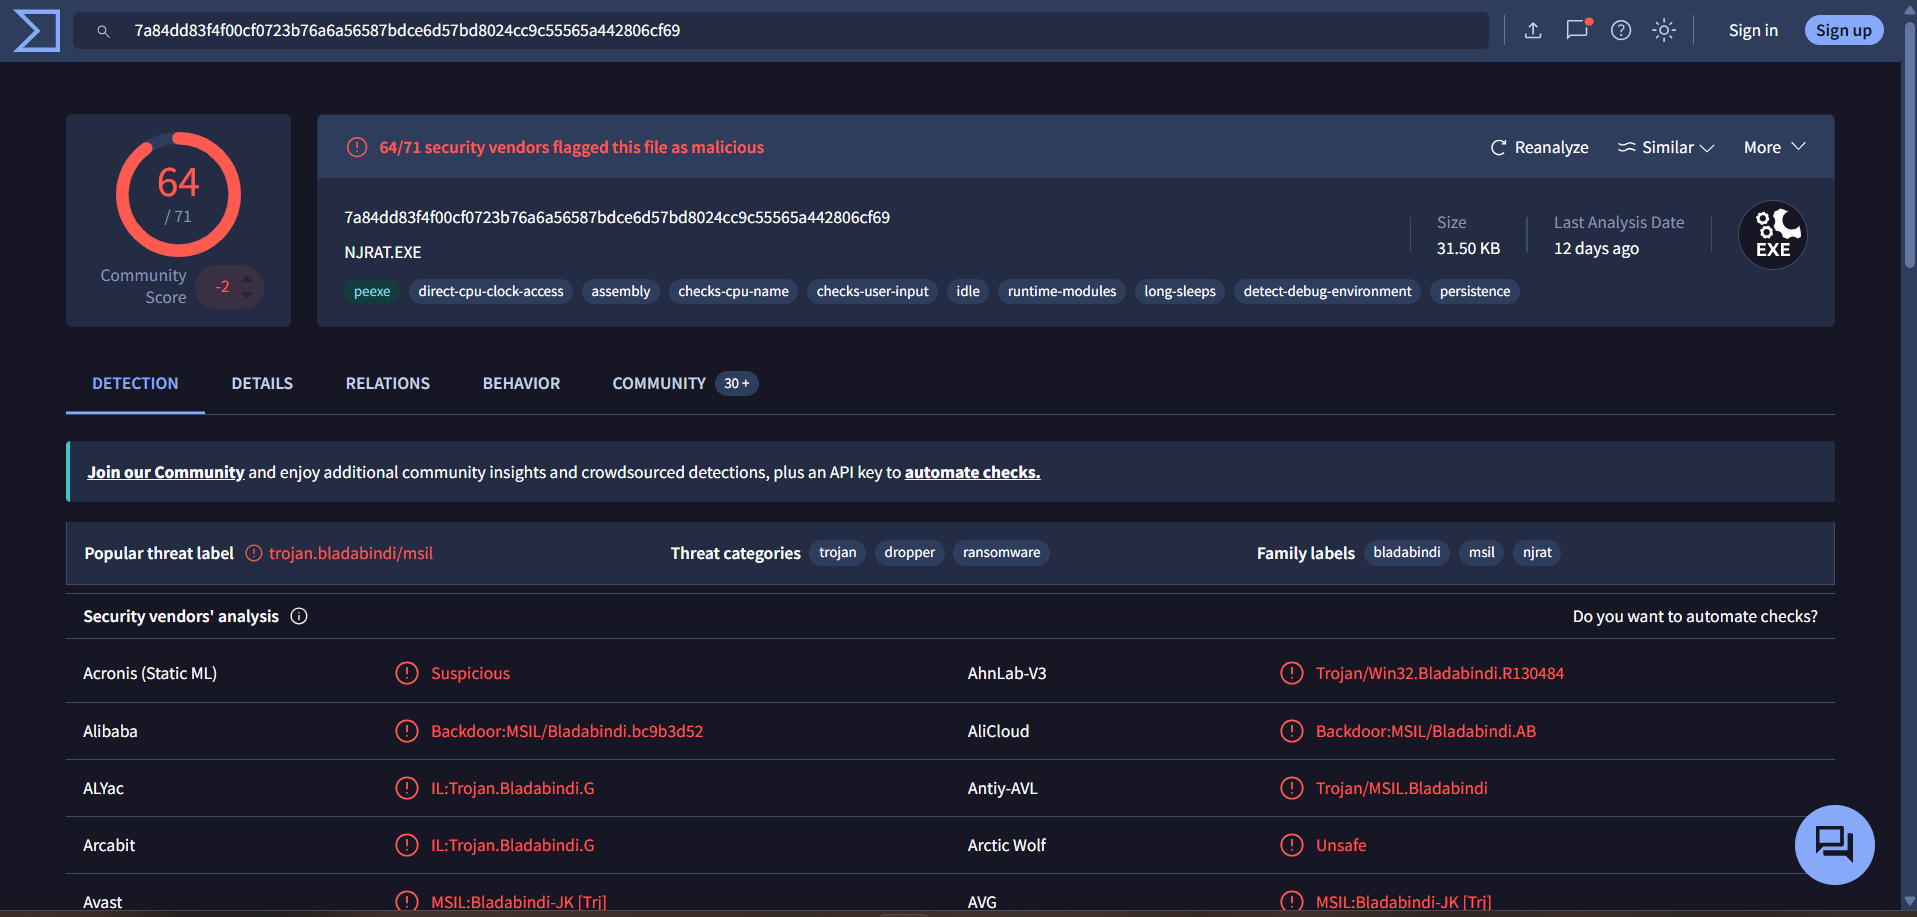 7a84dd83f4f00cf0723b76a6a56587bdce6d57bd8024cc9c55565a442806cf69
Sign in
Sign up
64
/ 71
Community
Score
-2
64/71 security vendors flagged this file as malicious
Reanalyze
Similar
More
7a84dd83f4f00cf0723b76a6a56587bdce6d57bd8024cc9c55565a442806cf69
NJRAT.EXE
Size
31.50 KB
Last Analysis Date
12 days ago
EXE
peexe direct-cpu-clock-access assembly checks-cpu-name checks-user-input idle runtime-modules long-sleeps detect-debug-environment persistence
DETECTION DETAILS RELATIONS BEHAVIOR COMMUNITY 30 +
Join our Community and enjoy additional community insights and crowdsourced detections, plus an API key to automate checks.
Popular threat label trojan.bladabindi/msil Threat categories trojan dropper ransomware Family labels bladabindi msil njrat
Security vendors' analysis Do you want to automate checks?
Acronis (Static ML) Suspicious AhnLab-V3 Trojan/Win32.Bladabindi.R130484
Alibaba Backdoor:MSIL/Bladabindi.bc9b3d52 AliCloud Backdoor:MSIL/Bladabindi.AB
ALYac IL:Trojan.Bladabindi.G Antiy-AVL Trojan/MSIL.Bladabindi
Arcabit IL:Trojan.Bladabindi.G Arctic Wolf Unsafe
Avast MSIL:Bladabindi-JK [Trj] AVG MSIL:Bladabindi-JK [Trj]